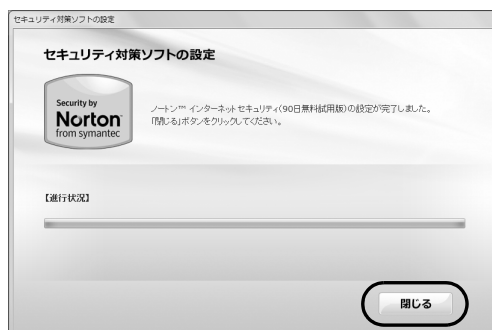 セキュリティ対策ソフトの設定
セキュリティ対策ソフトの設定
Security by
Norton
from symantec
ノートン™ インターネット セキュリティ(90日無料試用版)の設定が完了しました。
「閉じる」ボタンをクリックしてください。
【進行状況】
閉じる